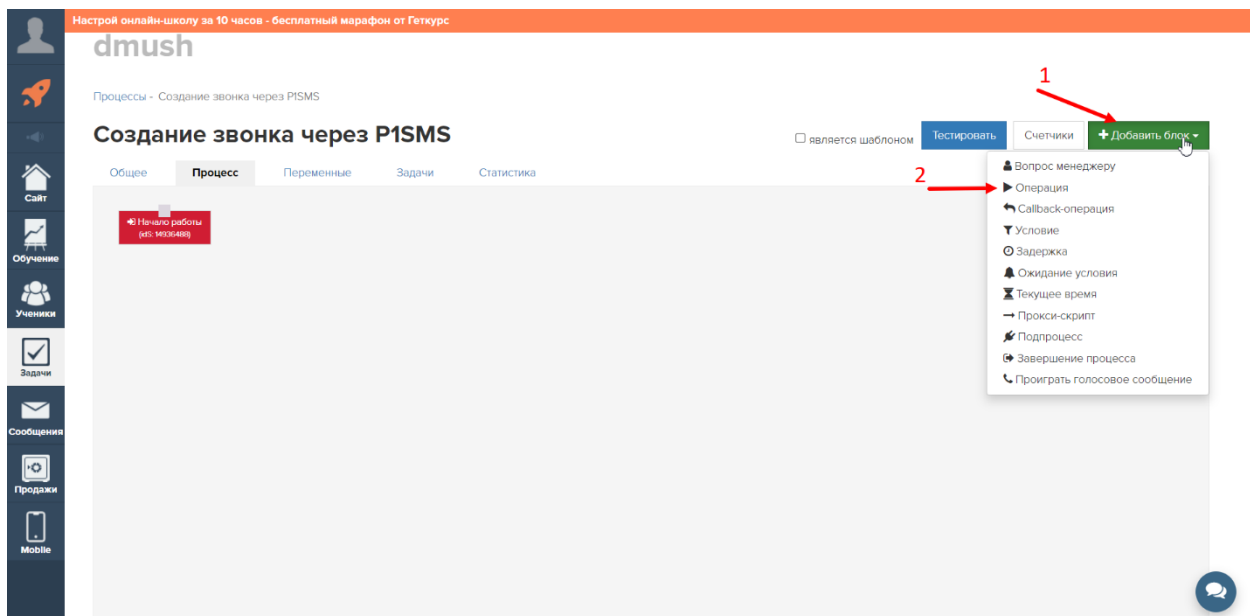 Настрой онлайн-школу за 10 часов - бесплатный марафон от Геткурс
dmush
Процессы - Создание звонка через P1SMS
1
Создание звонка через P1SMS
является шаблоном
Тестировать
Счетчики
+ Добавить блок
Общее
Процесс
Переменные
Задачи
Статистика
2
Вопрос менеджеру
Операция
Callback-операция
Условие
Задержка
Ожидание условия
Текущее время
Прокси-скрипт
Подпроцесс
Завершение процесса
Проиграть голосовое сообщение
Начало работы
(idS: 14936488)
Сайт
Обучение
Ученики
Задачи
Сообщения
Продажи
Mobile